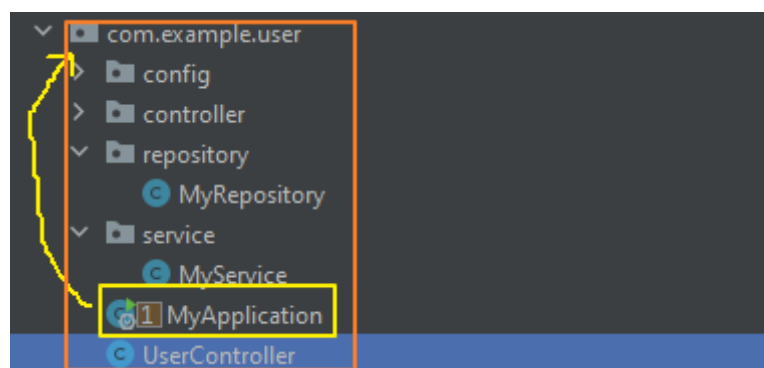 com.example.user
config
controller
repository
MyRepository
service
MyService
1 MyApplication
UserController